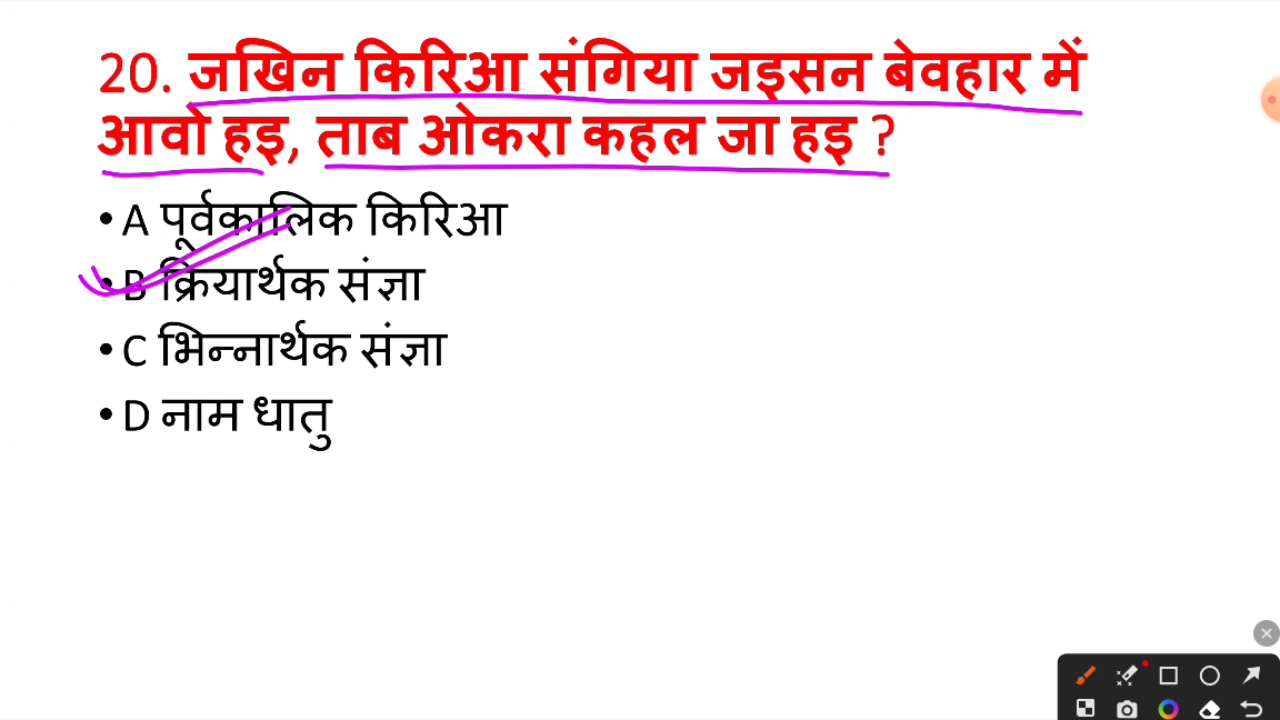 20. जखिन किरिआ संगिया जइसन बेवहार में
आवो हइ, ताब ओकरा कहल जा हइ ?
• A पूर्वकालिक किरिआ
• B क्रियार्थक संज्ञा
• C भिन्नार्थक संज्ञा
• D नाम धातु